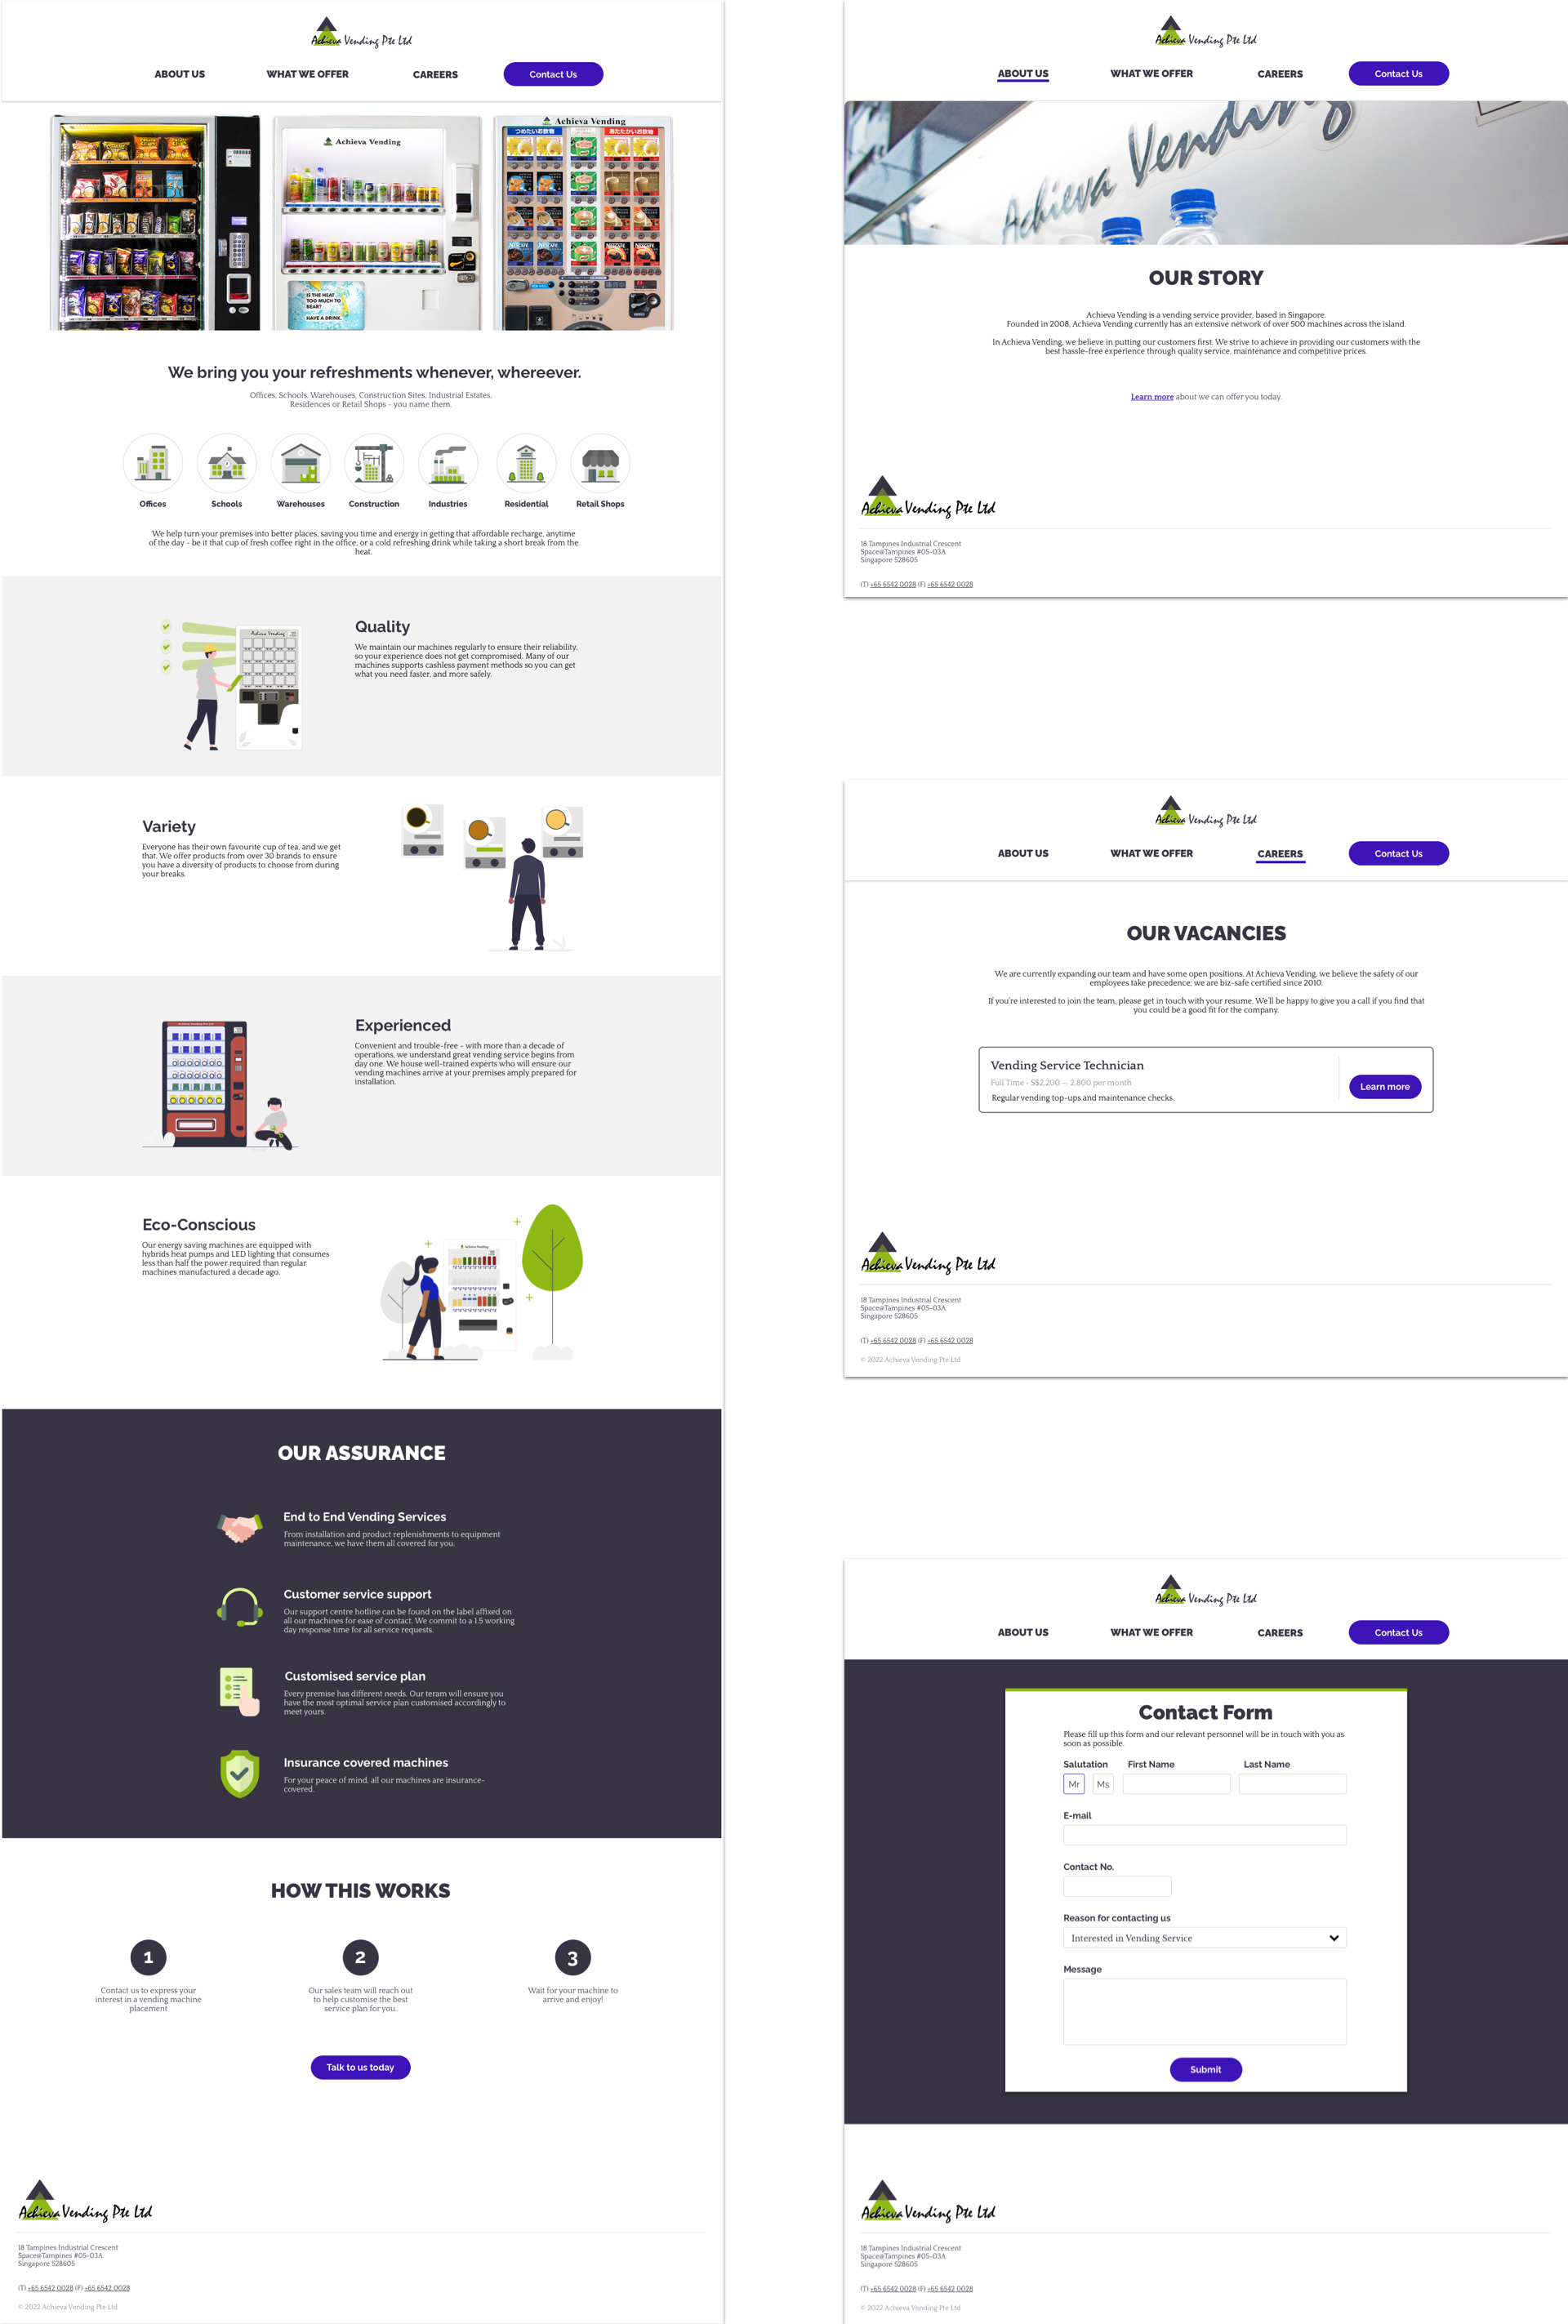 Achieva Vending Pte Ltd
ABOUT US
WHAT WE OFFER
CAREERS
Contact Us
Achieva Vending
Achieva Vending
つめたいお飲物
あたたかいお飲物
IS THE HEAT
TOO MUCH TO
BEAR?
HAVE A DRINK.
We bring you your refreshments whenever, whereever.
Offices, Schools, Warehouses, Construction Sites, Industrial Estates,
Residences or Retail Shops - you name them.
Offices
Schools
Warehouses
Construction
Industries
Residential
Retail Shops
We help turn your premises into better places, saving you time and energy in getting that affordable recharge, anytime
of the day - be it that cup of fresh coffee right in the office, or a cold refreshing drink while taking a short break from the
heat.
Achieva Vending
Quality
We maintain our machines regularly to ensure their reliability,
so your experience does not get compromised. Many of our
machines supports cashless payment methods so you can get
what you need faster, and more safely.
Variety
Everyone has their own favourite cup of tea, and we get
that. We offer products from over 30 brands to ensure
you have a diversity of products to choose from during
your breaks.
Experienced
Convenient and trouble-free - with more than a decade of
operations, we understand great vending service begins from
day one. We house well-trained experts who will ensure our
vending machines arrive at your premises amply prepared for
installation.
Eco-Conscious
Our energy saving machines are equipped with
hybrids heat pumps and LED lighting that consumes
less than half the power required than regular
machines manufactured a decade ago.
Achieva Vending
OUR ASSURANCE
End to End Vending Services
From installation and product replenishments to equipment
maintenance, we have them all covered for you.
Customer service support
Our support centre hotline can be found on the label affixed on
all our machines for ease of contact. We commit to a 1.5 working
day response time for all service requests.
Customised service plan
Every premise has different needs. Our teram will ensure you
have the most optimal service plan customised accordingly to
meet yours.
Insurance covered machines
For your peace of mind, all our machines are insurance-
covered.
HOW THIS WORKS
1
2
3
Contact us to express your
interest in a vending machine
placement
Our sales team will reach out
to help customise the best
service plan for you.
Wait for your machine to
arrive and enjoy!
Talk to us today
Achieva Vending Pte Ltd
18 Tampines Industrial Crescent
Space@Tampines #05-03A
Singapore 528605
(T) +65 6542 0028 (F) +65 6542 0028
© 2022 Achieva Vending Pte Ltd
Achieva Vending Pte Ltd
ABOUT US
WHAT WE OFFER
CAREERS
Contact Us
Achieva Vending
OUR STORY
Achieva Vending is a vending service provider, based in Singapore.
Founded in 2008, Achieva Vending currently has an extensive network of over 500 machines across the island.
In Achieva Vending, we believe in putting our customers first. We strive to achieve in providing our customers with the
best hassle-free experience through quality service, maintenance and competitive prices.
Learn more about we can offer you today.
Achieva Vending Pte Ltd
18 Tampines Industrial Crescent
Space@Tampines #05-03A
Singapore 528605
(T) +65 6542 0028 (F) +65 6542 0028
Achieva Vending Pte Ltd
ABOUT US
WHAT WE OFFER
CAREERS
Contact Us
OUR VACANCIES
We are currently expanding our team and have some open positions. At Achieva Vending, we believe the safety of our
employees take precedence; we are biz-safe certified since 2010.
If you're interested to join the team, please get in touch with your resume. We'll be happy to give you a call if you find that
you could be a good fit for the company.
Vending Service Technician
Full Time - S$2,200 – 2,800 per month
Regular vending top-ups and maintenance checks.
Learn more
Achieva Vending Pte Ltd
18 Tampines Industrial Crescent
Space@Tampines #05-03A
Singapore 528605
(T) +65 6542 0028 (F) +65 6542 0028
© 2022 Achieva Vending Pte Ltd
Achieva Vending Pte Ltd
ABOUT US
WHAT WE OFFER
CAREERS
Contact Us
Contact Form
Please fill up this form and our relevant personnel will be in touch with you as
soon as possible.
Salutation
First Name
Last Name
Mr
Ms
E-mail
Contact No.
Reason for contacting us
Interested in Vending Service
Message
Submit
Achieva Vending Pte Ltd
18 Tampines Industrial Crescent
Space@Tampines #05-03A
Singapore 528605
(T) +65 6542 0028 (F) +65 6542 0028
© 2022 Achieva Vending Pte Ltd